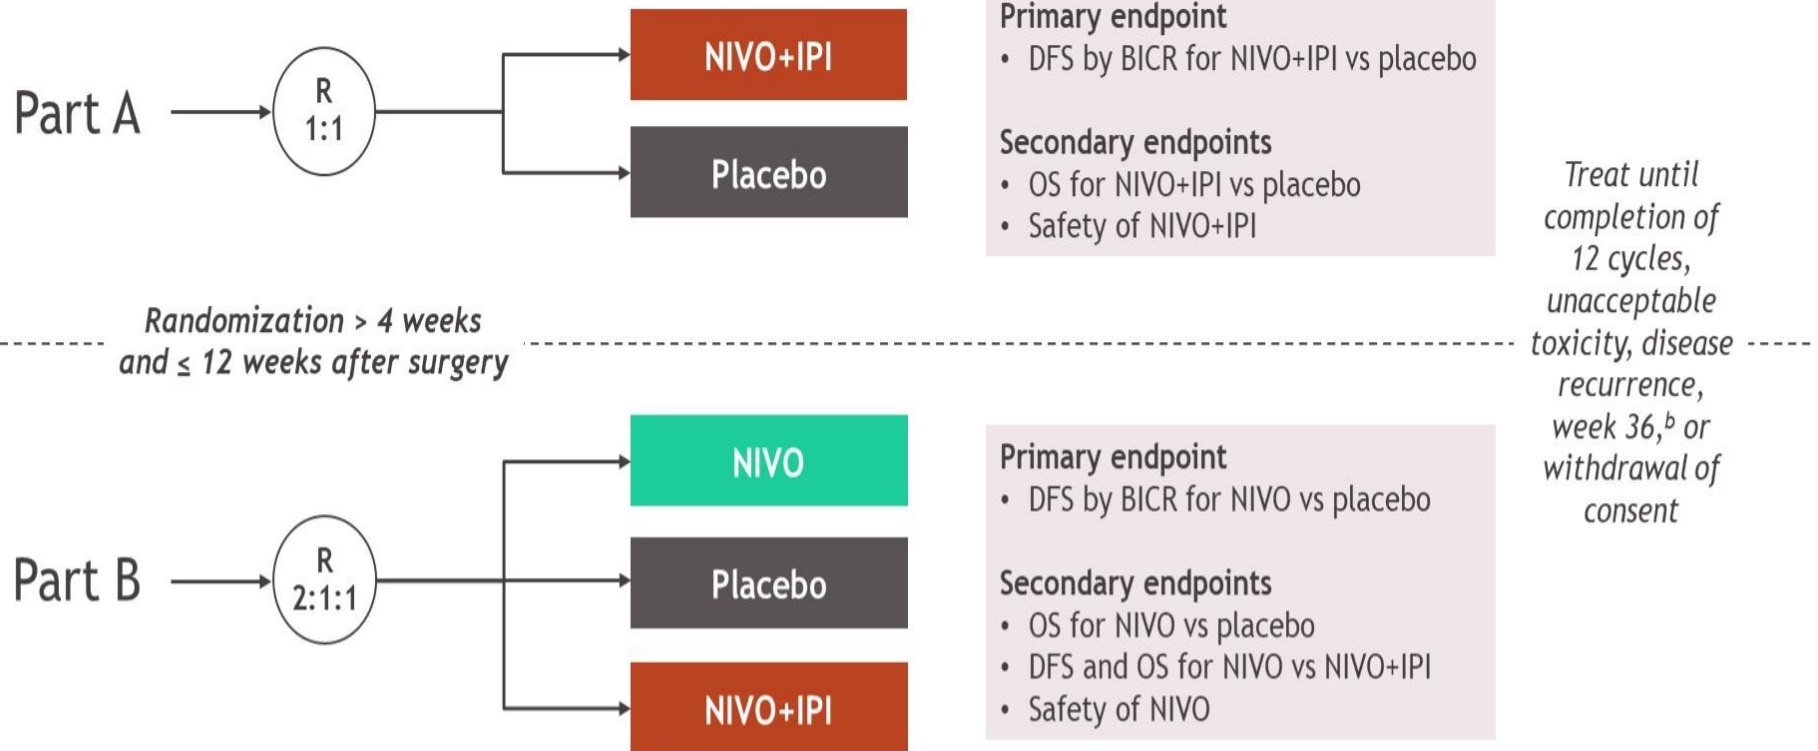 Part A
R
1:1
NIVO+IPI
Placebo
Primary endpoint
• DFS by BICR for NIVO+IPI vs placebo
Secondary endpoints
• OS for NIVO+IPI vs placebo
• Safety of NIVO+IPI
Randomization > 4 weeks
and ≤ 12 weeks after surgery
Treat until
completion of
12 cycles,
unacceptable
toxicity, disease
recurrence,
week 36,ᵇ or
withdrawal of
consent
Part B
R
2:1:1
NIVO
Placebo
NIVO+IPI
Primary endpoint
• DFS by BICR for NIVO vs placebo
Secondary endpoints
• OS for NIVO vs placebo
• DFS and OS for NIVO vs NIVO+IPI
• Safety of NIVO